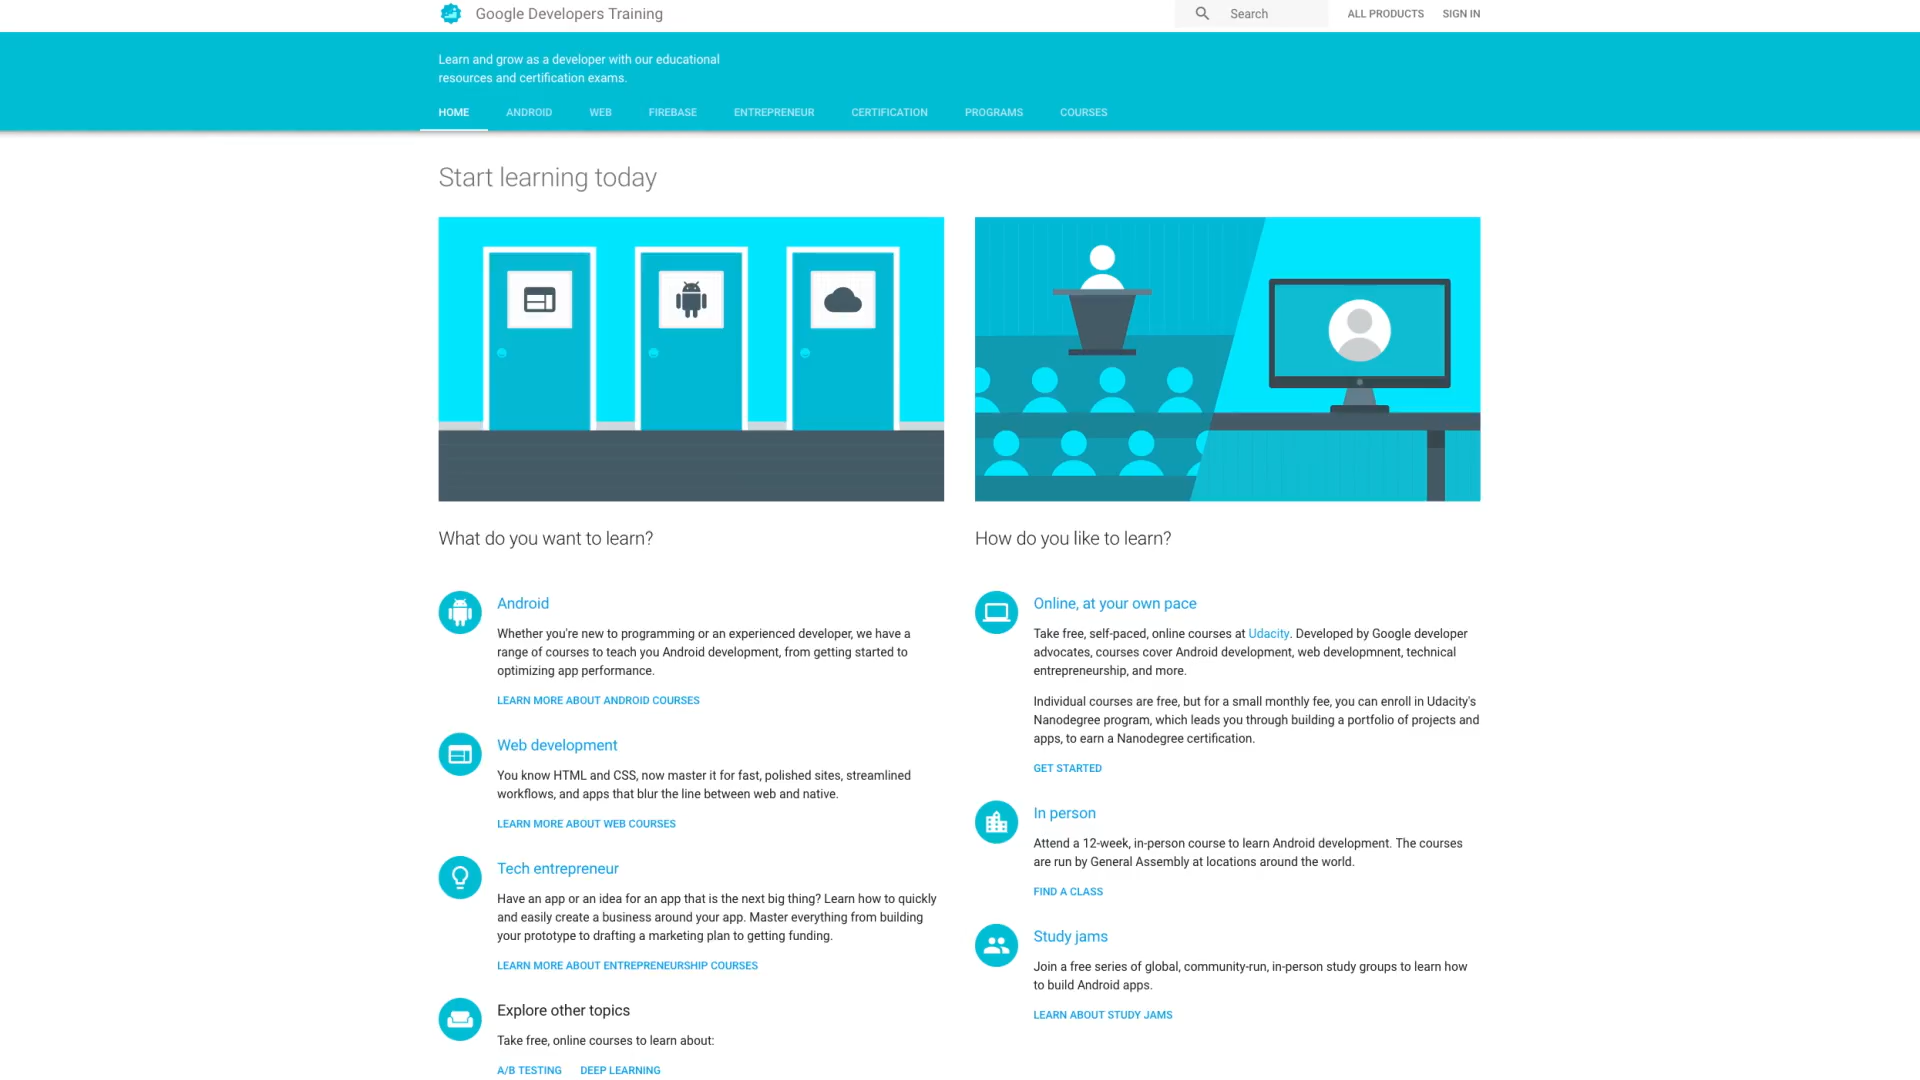 Google Developers Training
Search
ALL PRODUCTS
SIGN IN
Learn and grow as a developer with our educational
resources and certification exams.
HOME
ANDROID
WEB
FIREBASE
ENTREPRENEUR
CERTIFICATION
PROGRAMS
COURSES
Start learning today
What do you want to learn?
Android
Whether you're new to programming or an experienced developer, we have a
range of courses to teach you Android development, from getting started to
optimizing app performance.
LEARN MORE ABOUT ANDROID COURSES
Web development
You know HTML and CSS, now master it for fast, polished sites, streamlined
workflows, and apps that blur the line between web and native.
LEARN MORE ABOUT WEB COURSES
Tech entrepreneur
Have an app or an idea for an app that is the next big thing? Learn how to quickly
and easily create a business around your app. Master everything from building
your prototype to drafting a marketing plan to getting funding.
LEARN MORE ABOUT ENTREPRENEURSHIP COURSES
Explore other topics
Take free, online courses to learn about:
A/B TESTING
DEEP LEARNING
How do you like to learn?
Online, at your own pace
Take free, self-paced, online courses at Udacity. Developed by Google developer
advocates, courses cover Android development, web developmnent, technical
entrepreneurship, and more.
Individual courses are free, but for a small monthly fee, you can enroll in Udacity's
Nanodegree program, which leads you through building a portfolio of projects and
apps, to earn a Nanodegree certification.
GET STARTED
In person
Attend a 12-week, in-person course to learn Android development. The courses
are run by General Assembly at locations around the world.
FIND A CLASS
Study jams
Join a free series of global, community-run, in-person study groups to learn how
to build Android apps.
LEARN ABOUT STUDY JAMS